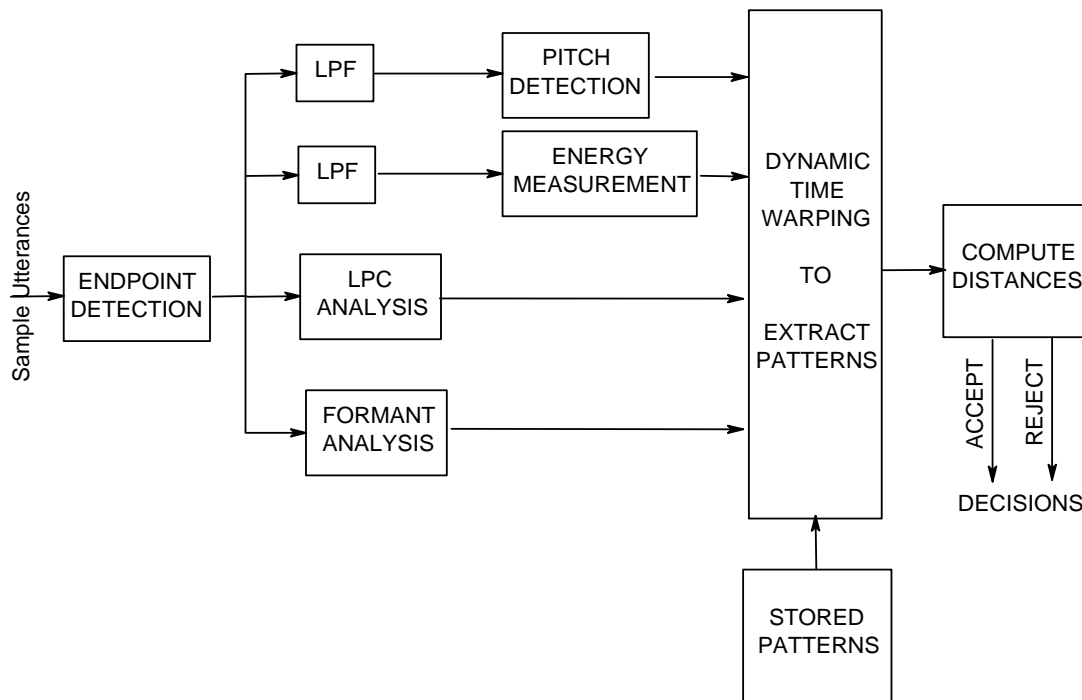 Sample Utterances
ENDPOINT
DETECTION
LPF
PITCH
DETECTION
LPF
ENERGY
MEASUREMENT
LPC
ANALYSIS
FORMANT
ANALYSIS
DYNAMIC
TIME
WARPING
TO
EXTRACT
PATTERNS
STORED
PATTERNS
COMPUTE
DISTANCES
ACCEPT
REJECT
DECISIONS